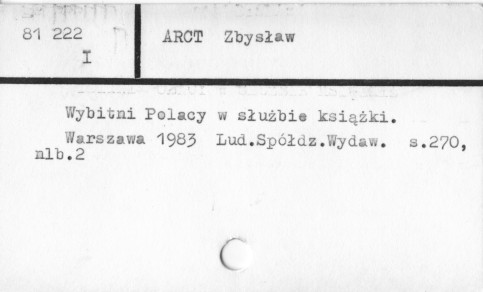 81 222
I
ARCT Zbysław
Wybitni Polacy w służbie książki.
Warszawa 1983 Lud.Spółdz.Wydaw. s.270,
nlb.2